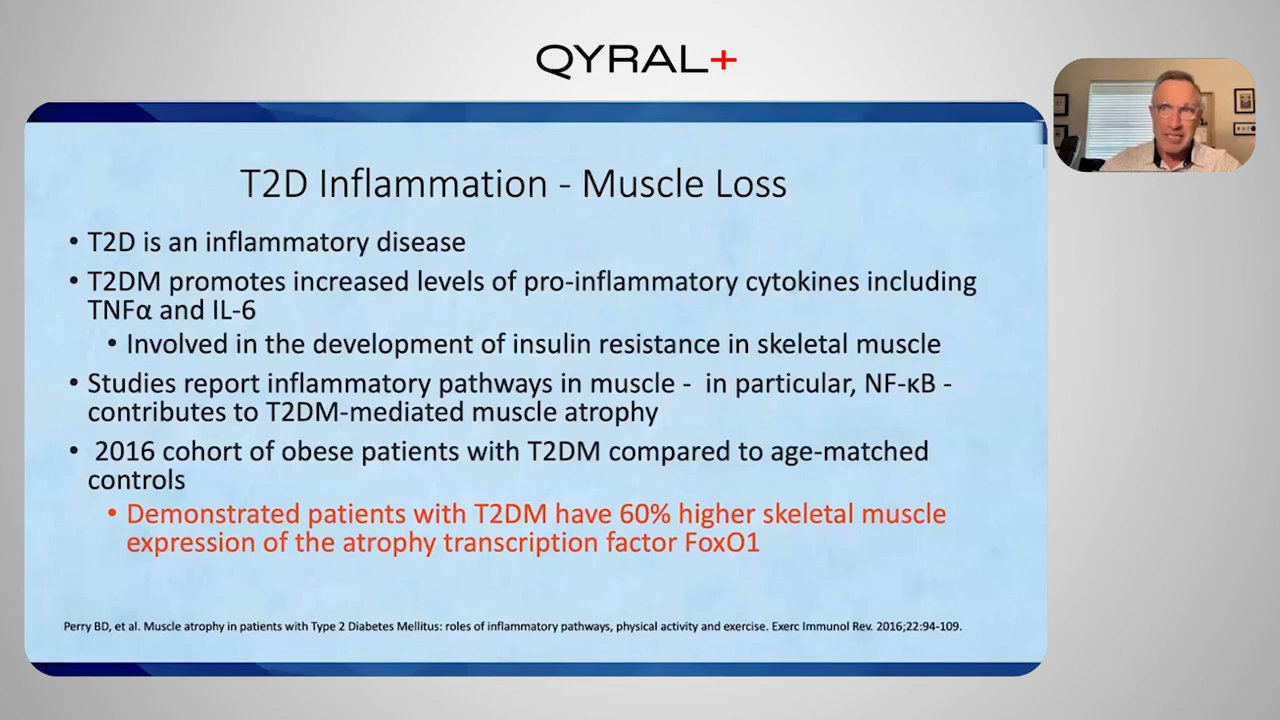 QYRAL+
T2D Inflammation - Muscle Loss
• T2D is an inflammatory disease
• T2DM promotes increased levels of pro-inflammatory cytokines including
TNFα and IL-6
• Involved in the development of insulin resistance in skeletal muscle
• Studies report inflammatory pathways in muscle - in particular, NF-κB -
contributes to T2DM-mediated muscle atrophy
• 2016 cohort of obese patients with T2DM compared to age-matched
controls
• Demonstrated patients with T2DM have 60% higher skeletal muscle
expression of the atrophy transcription factor FoxO1
Perry BD, et al. Muscle atrophy in patients with Type 2 Diabetes Mellitus: roles of inflammatory pathways, physical activity and exercise. Exerc Immunol Rev. 2016;22:94-109.